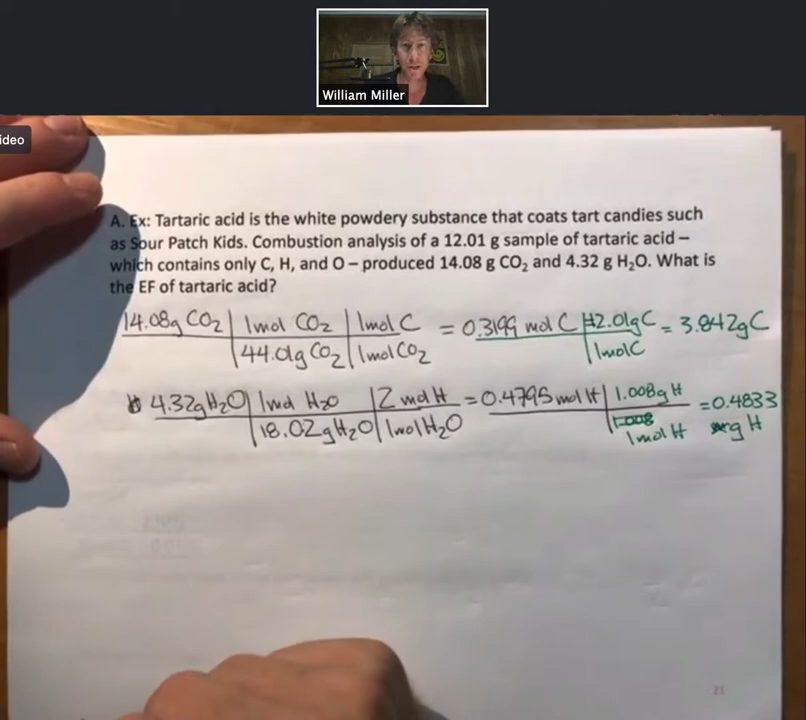 William Miller
ideo
A. Ex: Tartaric acid is the white powdery substance that coats tart candies such
as Sour Patch Kids. Combustion analysis of a 12.01 g sample of tartaric acid –
which contains only C, H, and O – produced 14.08 g CO₂ and 4.32 g H₂O. What is
the EF of tartaric acid?
14.08g CO₂ | 1mol CO₂ | 1mol C = 0.3199 mol C | 12.01g C = 3.842g C
44.01g CO₂ | 1mol CO₂ | 1mol C
4.32g H₂O | 1mol H₂O | 2 mol H = 0.4795 mol H | 1.008g H = 0.4833
18.02g H₂O | 1mol H₂O | 1.008
1mol H g H
21